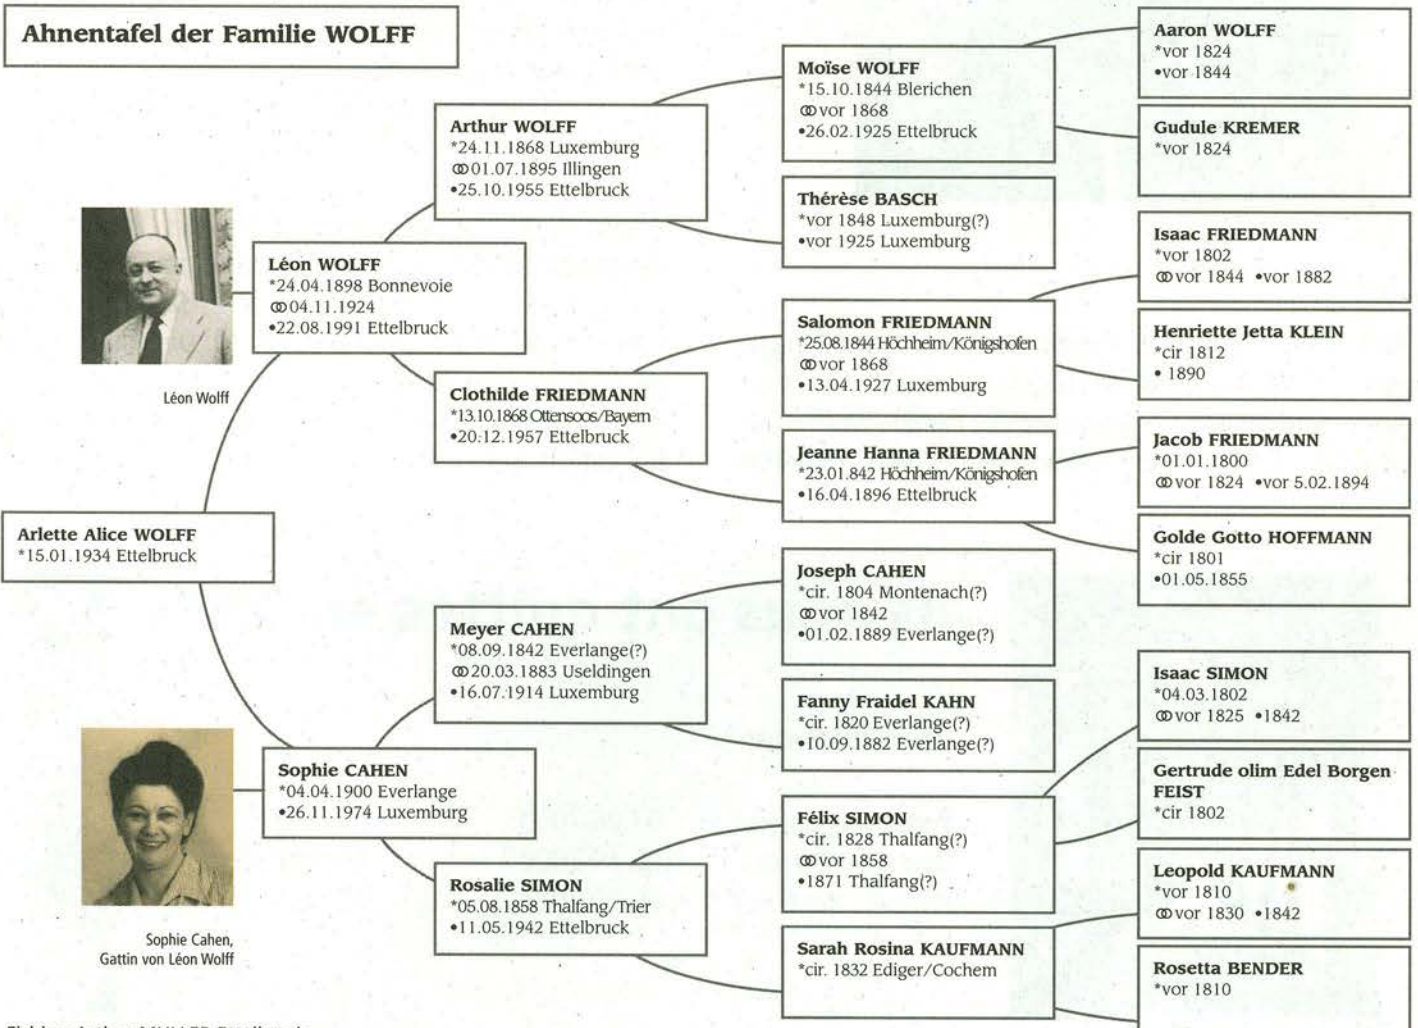 Ahnentafel der Familie WOLFF
Léon Wolff
Sophie Cahen,
Gattin von Léon Wolff
Arlette Alice WOLFF
*15.01.1934 Ettelbruck
Léon WOLFF
*24.04.1898 Bonnevoie
⚭04.11.1924
•22.08.1991 Ettelbruck
Sophie CAHEN
*04.04.1900 Everlange
•26.11.1974 Luxemburg
Arthur WOLFF
*24.11.1868 Luxemburg
⚭01.07.1895 Illingen
•25.10.1955 Ettelbruck
Clothilde FRIEDMANN
*13.10.1868 Ottensoos/Bayern
•20.12.1957 Ettelbruck
Meyer CAHEN
*08.09.1842 Everlange(?)
⚭20.03.1883 Useldingen
•16.07.1914 Luxemburg
Rosalie SIMON
*05.08.1858 Thalfang/Trier
•11.05.1942 Ettelbruck
Moïse WOLFF
*15.10.1844 Blerichen
⚭vor 1868
•26.02.1925 Ettelbruck
Thérèse BASCH
*vor 1848 Luxemburg(?)
•vor 1925 Luxemburg
Salomon FRIEDMANN
*25.08.1844 Höchheim/Königshofen
⚭vor 1868
•13.04.1927 Luxemburg
Jeanne Hanna FRIEDMANN
*23.01.842 Höchheim/Königshofen
•16.04.1896 Ettelbruck
Joseph CAHEN
*cir. 1804 Montenach(?)
⚭vor 1842
•01.02.1889 Everlange(?)
Fanny Fraidel KAHN
*cir. 1820 Everlange(?)
•10.09.1882 Everlange(?)
Félix SIMON
*cir. 1828 Thalfang(?)
⚭vor 1858
•1871 Thalfang(?)
Sarah Rosina KAUFMANN
*cir. 1832 Ediger/Cochem
Aaron WOLFF
*vor 1824
•vor 1844
Gudule KREMER
*vor 1824
Isaac FRIEDMANN
*vor 1802
⚭vor 1844 •vor 1882
Henriette Jetta KLEIN
*cir 1812
• 1890
Jacob FRIEDMANN
*01.01.1800
⚭vor 1824 •vor 5.02.1894
Golde Gotto HOFFMANN
*cir 1801
•01.05.1855
Isaac SIMON
*04.03.1802
⚭vor 1825 •1842
Gertrude olim Edel Borgen
FEIST
*cir 1802
Leopold KAUFMANN
*vor 1810
⚭vor 1830 •1842
Rosetta BENDER
*vor 1810